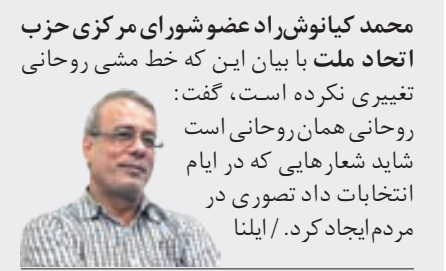 محمد کیانوش‌راد عضو شورای مرکزی حزب
اتحاد ملت با بیان این که خط مشی روحانی
تغییری نکرده است، گفت:
روحانی همان روحانی است
شاید شعارهایی که در ایام
انتخابات داد تصوری در
مردم ایجاد کرد. / ایلنا